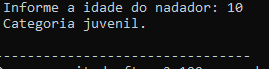 Informe a idade do nadador: 10
Categoria juvenil.
--------------------------------